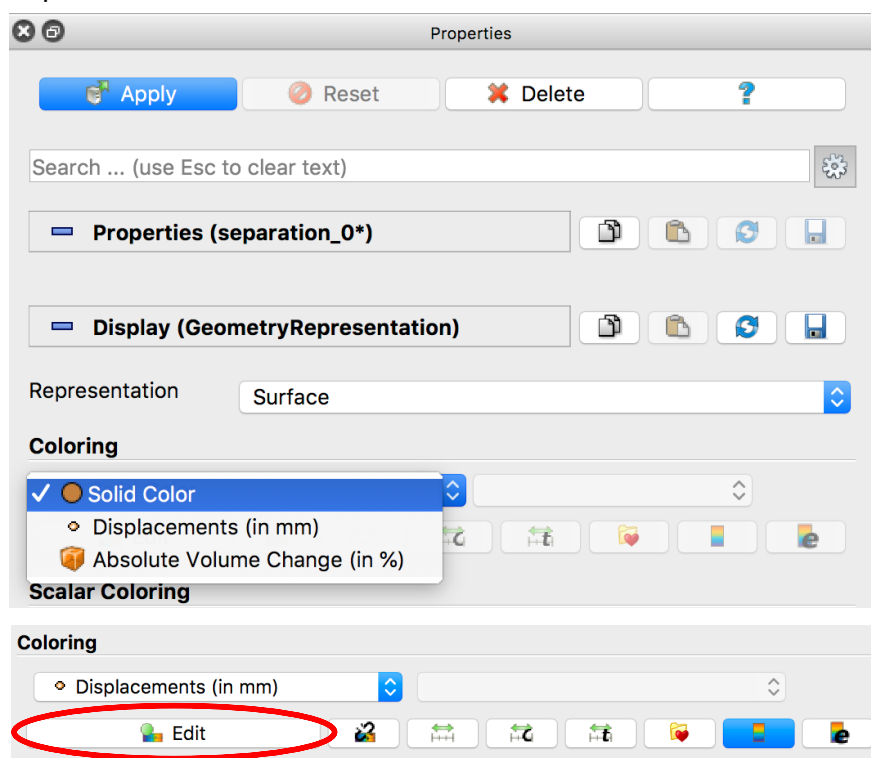 Properties
Apply Reset Delete ?
Search ... (use Esc to clear text)
Properties (separation_0*)
Display (GeometryRepresentation)
Representation Surface
Coloring
Solid Color
Displacements (in mm)
Absolute Volume Change (in %)
Scalar Coloring
Coloring
Displacements (in mm)
Edit